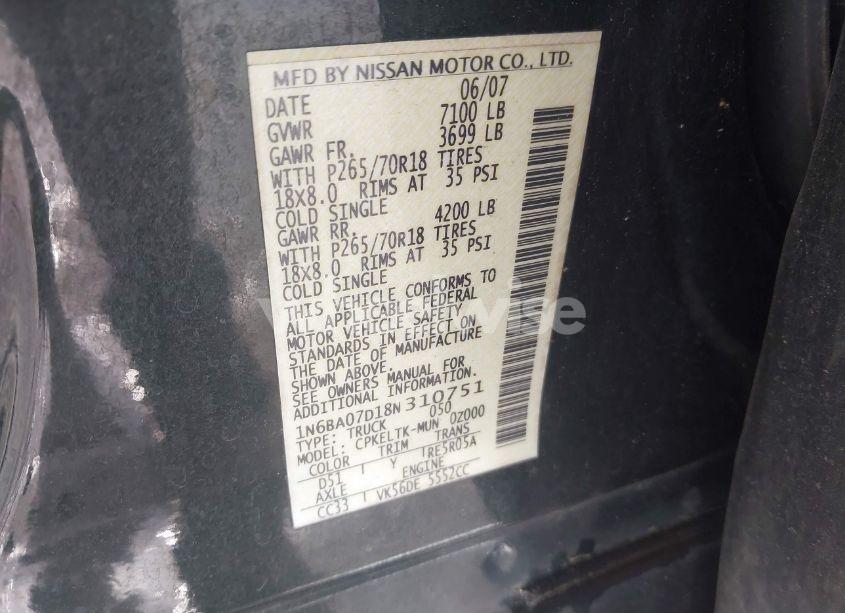 MFD BY NISSAN MOTOR CO., LTD.
DATE 06/07
GVWR 7100 LB
GAWR FR. 3699 LB
WITH P265/70R18 TIRES
18X8.0 RIMS AT 35 PSI
COLD SINGLE
GAWR RR. 4200 LB
WITH P265/70R18 TIRES
18X8.0 RIMS AT 35 PSI
COLD SINGLE
THIS VEHICLE CONFORMS TO
ALL APPLICABLE FEDERAL
MOTOR VEHICLE SAFETY
STANDARDS IN EFFECT ON
THE DATE OF MANUFACTURE
SHOWN ABOVE.
SEE OWNERS MANUAL FOR
ADDITIONAL INFORMATION.
1N6BA07D18N310751
TYPE: TRUCK 050
MODEL: CPKELTK-MUN 0Z000
COLOR TRIM TRANS
D51 Y RE5R05A
AXLE ENGINE
CC33 VK56DE 5552CC